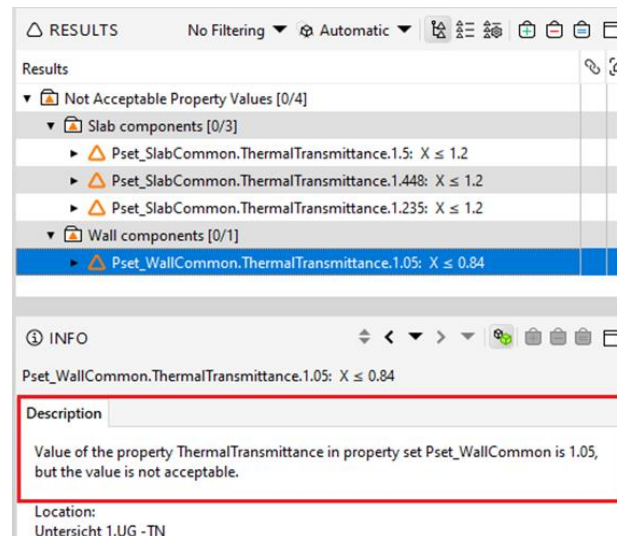 RESULTS No Filtering Automatic
Results
Not Acceptable Property Values [0/4]
Slab components [0/3]
Pset_SlabCommon.ThermalTransmittance.1.5: X ≤ 1.2
Pset_SlabCommon.ThermalTransmittance.1.448: X ≤ 1.2
Pset_SlabCommon.ThermalTransmittance.1.235: X ≤ 1.2
Wall components [0/1]
Pset_WallCommon.ThermalTransmittance.1.05: X ≤ 0.84
INFO
Pset_WallCommon.ThermalTransmittance.1.05: X ≤ 0.84
Description
Value of the property ThermalTransmittance in property set Pset_WallCommon is 1.05,
but the value is not acceptable.
Location:
Untersicht 1.UG -TN